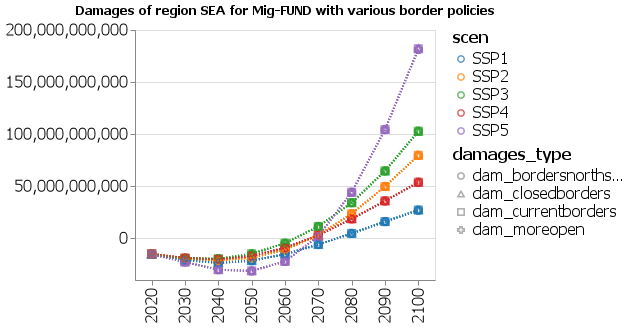 Damages of region SEA for Mig-FUND with various border policies
200,000,000,000
150,000,000,000
100,000,000,000
50,000,000,000
0
2020
2030
2040
2050
2060
2070
2080
2090
2100
scen
SSP1
SSP2
SSP3
SSP4
SSP5
damages_type
dam_bordersnorths…
dam_closedborders
dam_currentborders
dam_moreopen